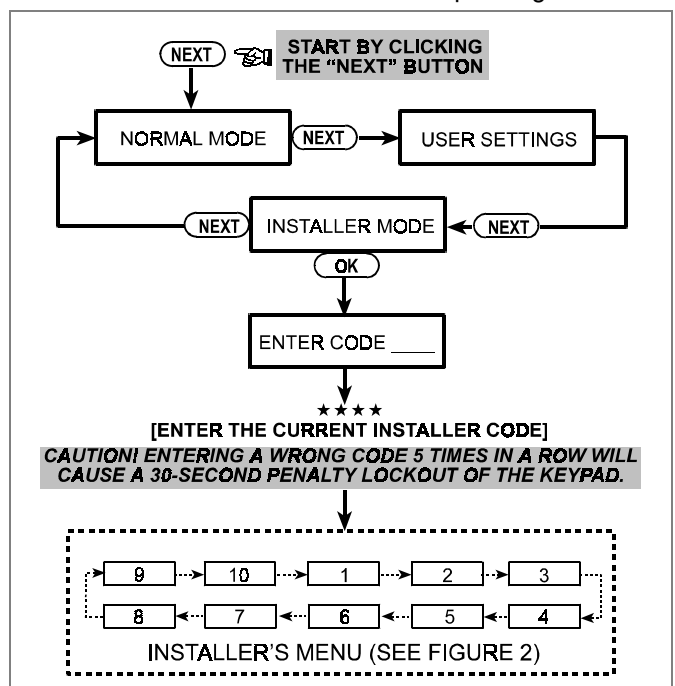 NEXT START BY CLICKING
THE “NEXT” BUTTON
NORMAL MODE NEXT USER SETTINGS
NEXT INSTALLER MODE NEXT
OK
ENTER CODE ____
★★★★
[ENTER THE CURRENT INSTALLER CODE]
CAUTION! ENTERING A WRONG CODE 5 TIMES IN A ROW WILL
CAUSE A 30-SECOND PENALTY LOCKOUT OF THE KEYPAD.
9 10 1 2 3
8 7 6 5 4
INSTALLER’S MENU (SEE FIGURE 2)